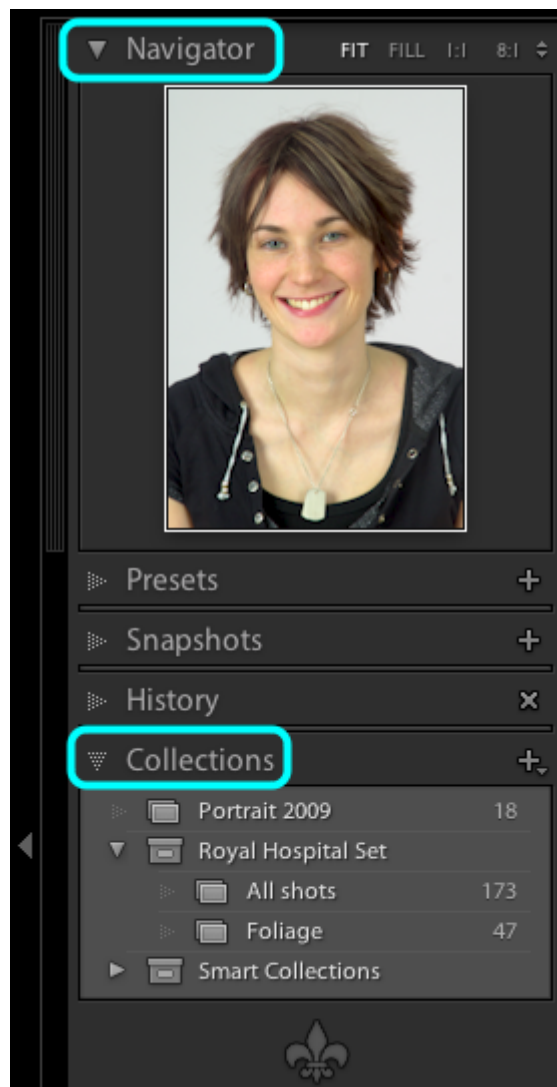 Navigator FIT FILL 1:1 8:1
Presets
Snapshots
History
Collections
Portrait 2009 18
Royal Hospital Set
All shots 173
Foliage 47
Smart Collections